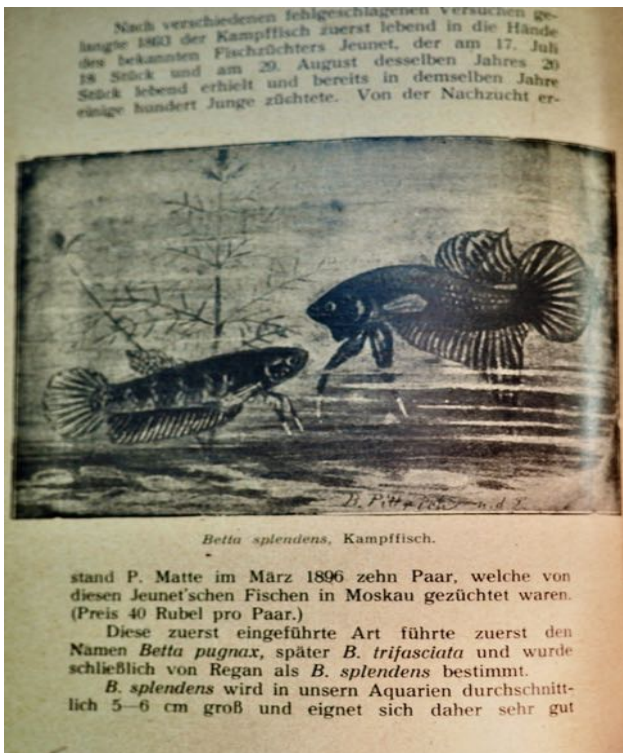 Nach verschiedenen fehlgeschlagenen Versuchen ge-
langte 1893 der Kampffisch zuerst lebend in die Hände
des bekannten Fischzüchters Jeunet, der am 17. Juli
18 Stück und am 29. August desselben Jahres 20
Stück lebend erhielt und bereits in demselben Jahre
einige hundert Junge züchtete. Von der Nachzucht er-
Betta splendens, Kampffisch.
stand P. Matte im März 1896 zehn Paar, welche von
diesen Jeunet'schen Fischen in Moskau gezüchtet waren.
(Preis 40 Rubel pro Paar.)
Diese zuerst eingeführte Art führte zuerst den
Namen Betta pugnax, später B. trifasciata und wurde
schließlich von Regan als B. splendens bestimmt.
B. splendens wird in unsern Aquarien durchschnitt-
lich 5—6 cm groß und eignet sich daher sehr gut